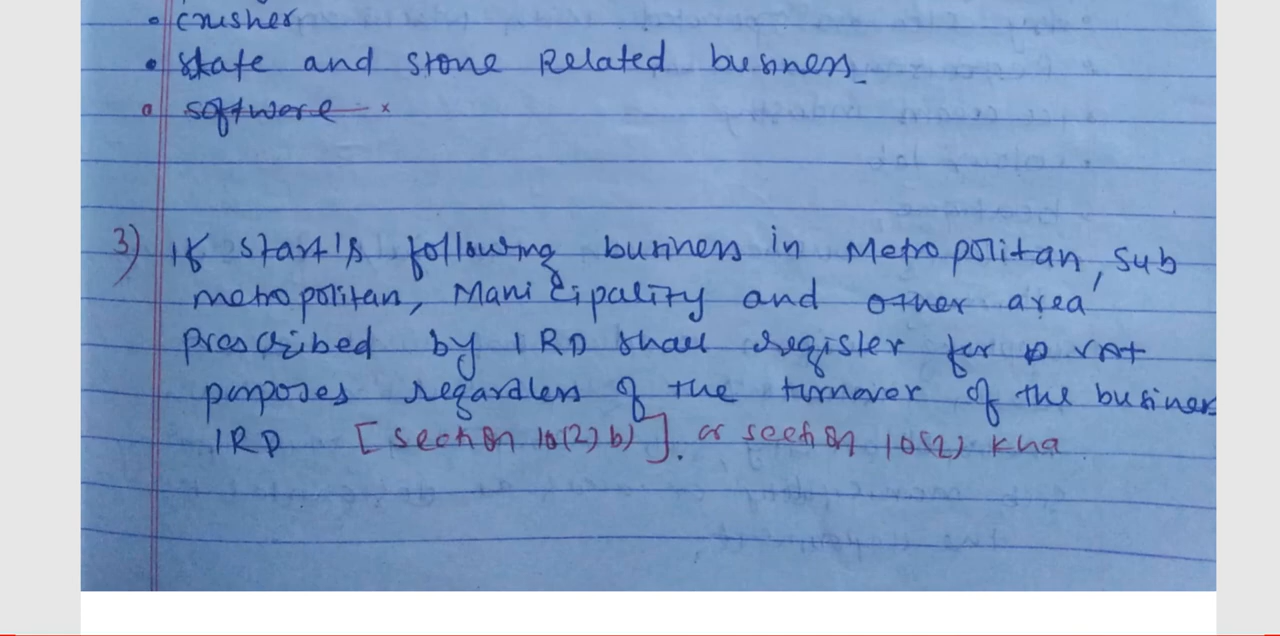 • crusher
• skate and stone Related business
• software ×
3) If start's following business in Metropolitan, sub
metropolitan, Manicipality and other area
prescribed by IRD shall register for VAT
purposes regardless of the turnover of the business
IRD [section 10(2) b)]. or section 10(2) kha